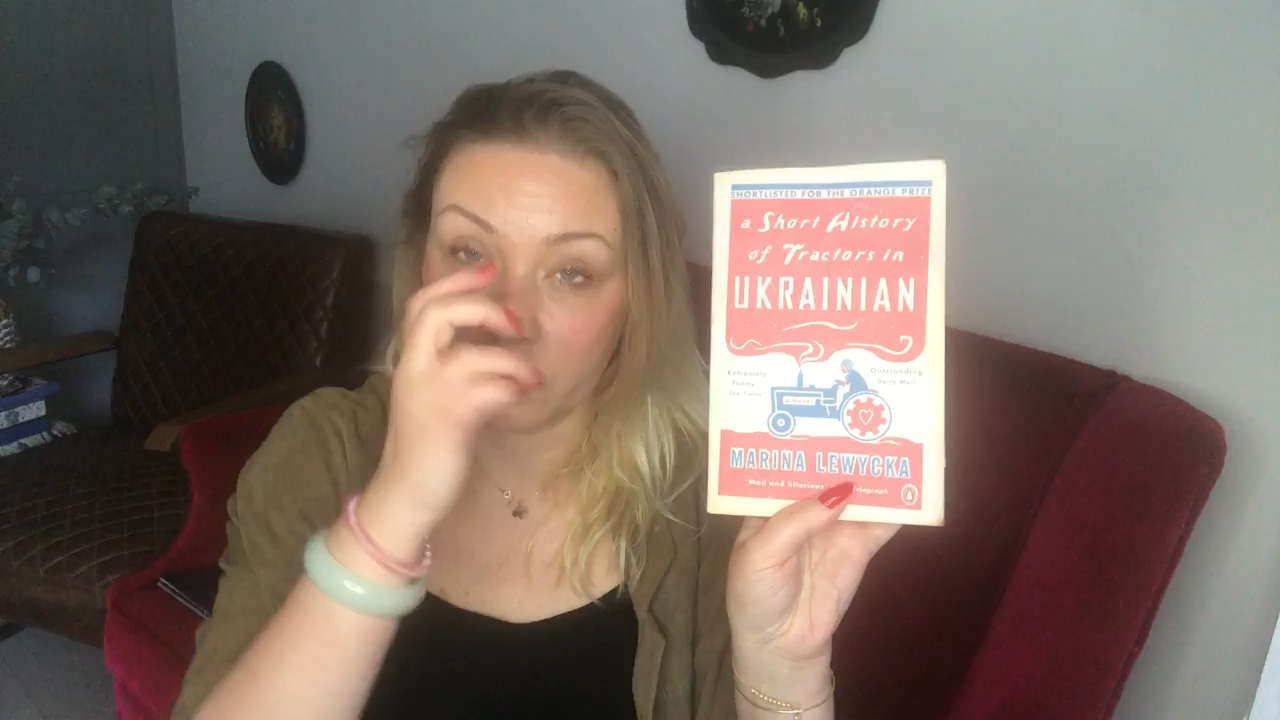 SHORTLISTED FOR THE ORANGE PRIZE
a Short History
of Tractors in
UKRAINIAN
'Extremely
funny'
The Times
'Outstanding'
Daily Mail
MARINA LEWYCKA
'Mad and hilarious' Telegraph